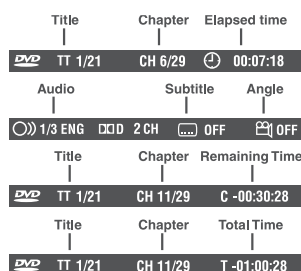 Title Chapter Elapsed time
DVD TT 1/21 CH 6/29 00:07:18
Audio Subtitle Angle
1/3 ENG DD D 2 CH OFF OFF
Title Chapter Remaining Time
DVD TT 1/21 CH 11/29 C -00:30:28
Title Chapter Total Time
DVD TT 1/21 CH 11/29 T -01:00:28